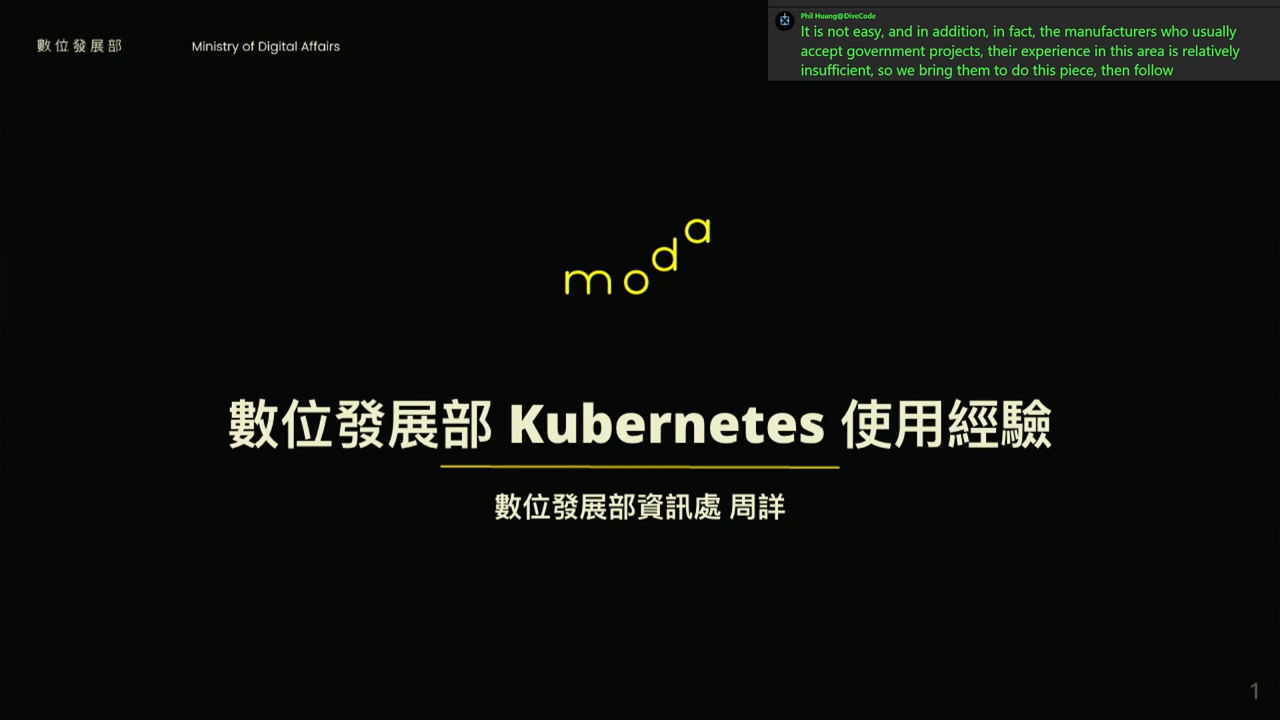 數位發展部 Ministry of Digital Affairs
Phil Huang@DiveCode
It is not easy, and in addition, in fact, the manufacturers who usually
accept government projects, their experience in this area is relatively
insufficient, so we bring them to do this piece, then follow
moda
數位發展部 Kubernetes 使用經驗
數位發展部資訊處 周詳
1